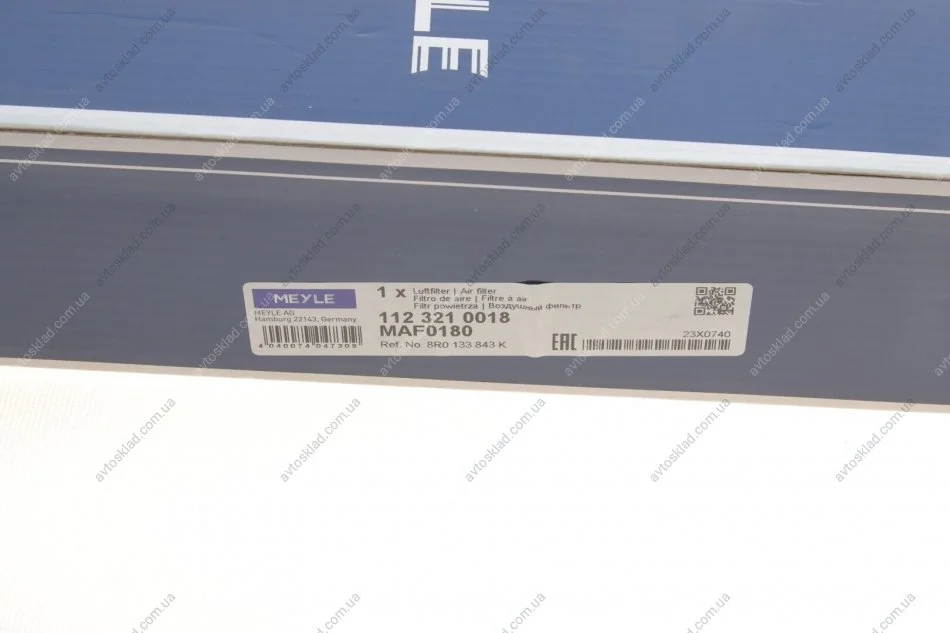 LE
MEYLE
MEYLE AG
Hamburg 22143, Germany
4 040074 047309
1 x Luftfilter | Air filter
Filtro de aire | Filtre à air
Filtr powietrza | Воздушный фильтр
112 321 0018
MAF0180
Ref. No. 8R0 133 843 K
EAC
23X0740
avtosklad.com.ua